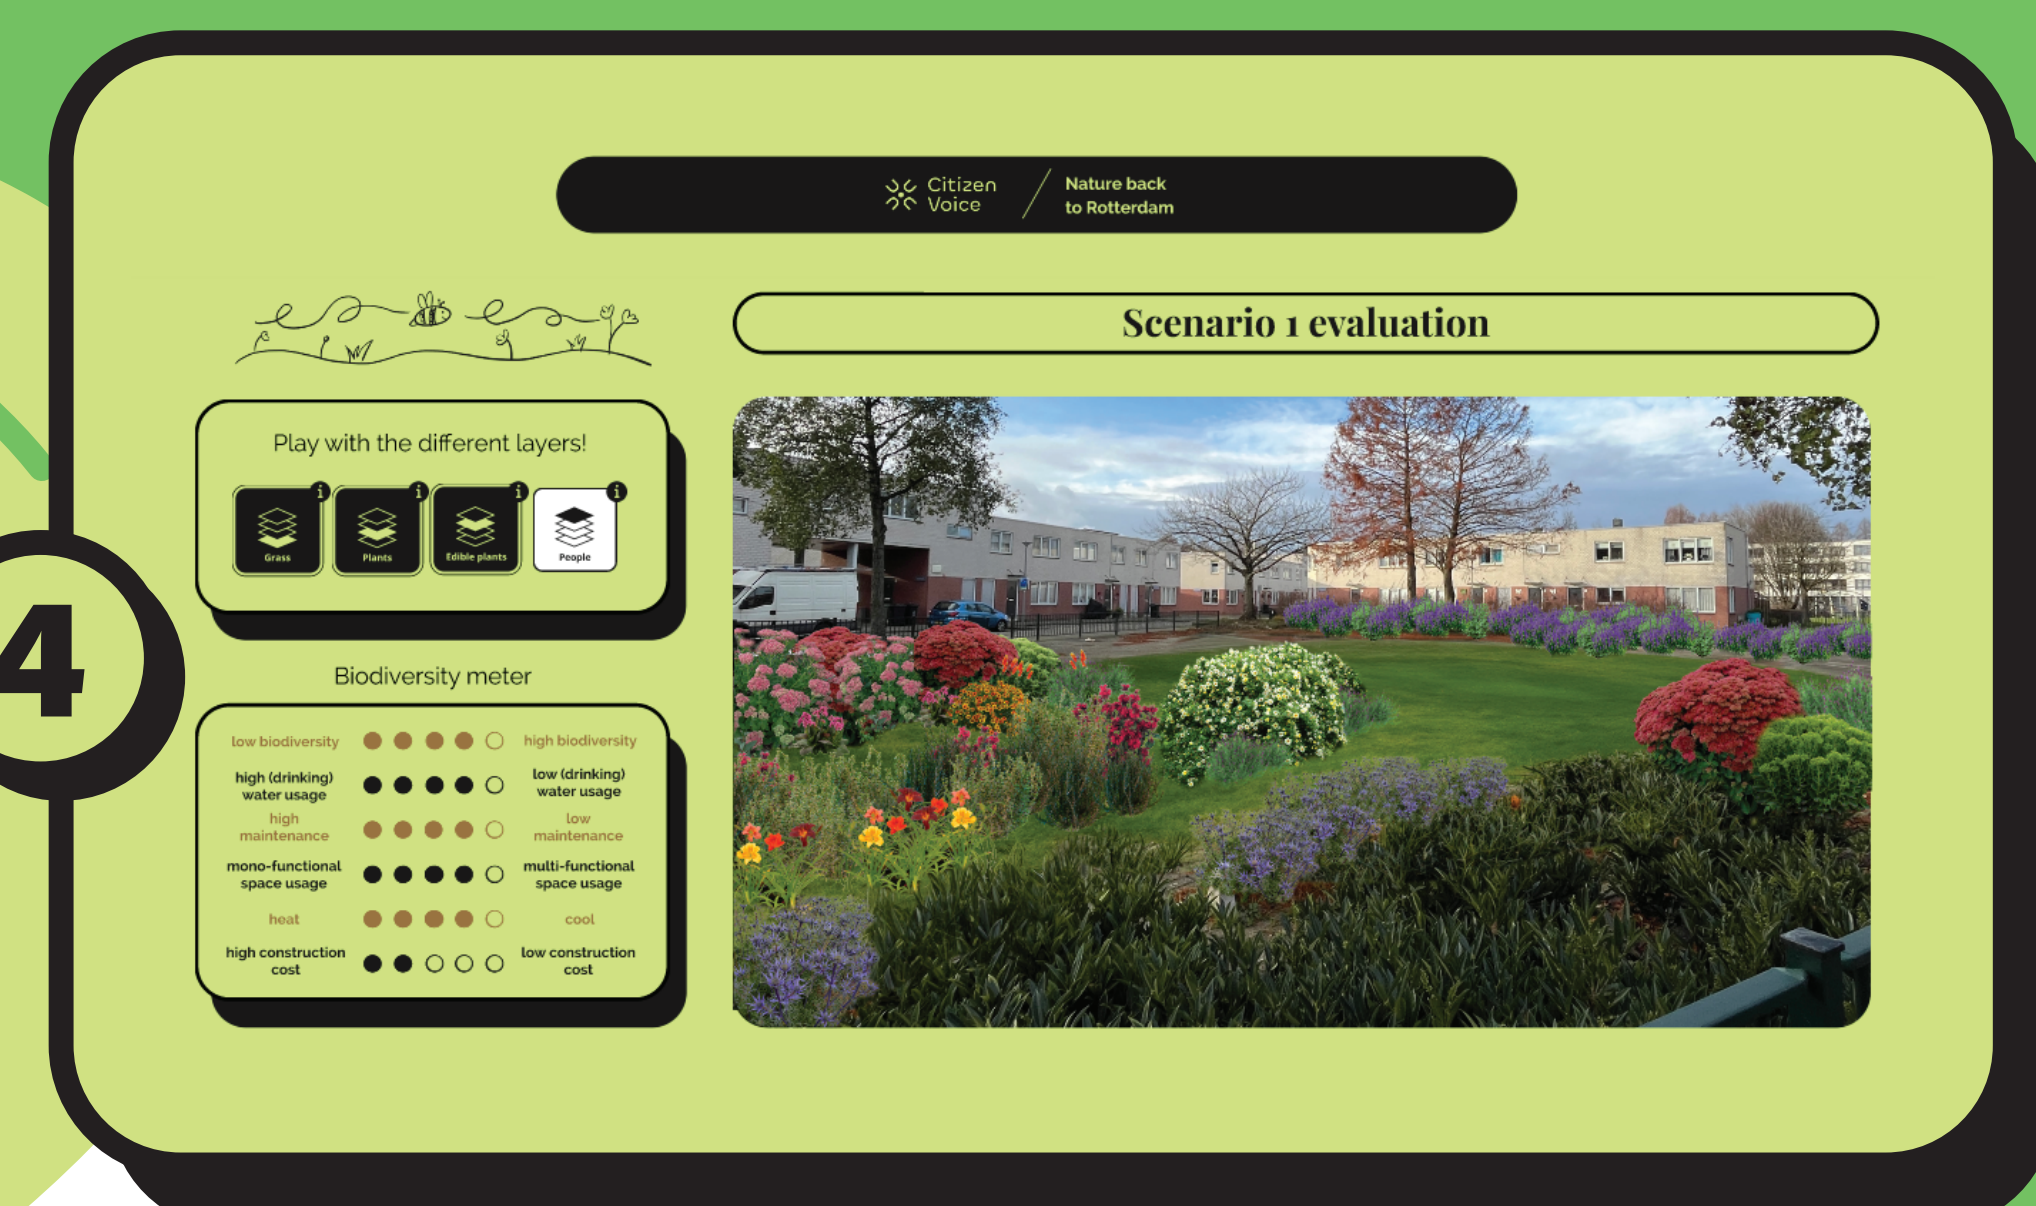 Citizen
Voice
Nature back
to Rotterdam
Scenario 1 evaluation
Play with the different layers!
i
i
i
i
Grass
Plants
Edible plants
People
4
Biodiversity meter
low biodiversity
high biodiversity
high (drinking)
water usage
low (drinking)
water usage
high
maintenance
low
maintenance
mono-functional
space usage
multi-functional
space usage
heat
cool
high construction
cost
low construction
cost